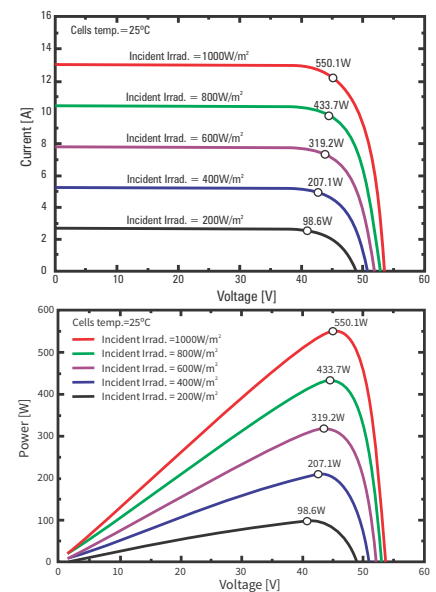 16
14
12
10
8
6
4
2
0
Current [A]
Cells temp.=25°C
Incident Irrad. =1000W/m²
550.1W
Incident Irrad. = 800W/m²
433.7W
Incident Irrad. = 600W/m²
319.2W
Incident Irrad. = 400W/m²
207.1W
Incident Irrad. = 200W/m²
98.6W
0 10 20 30 40 50 60
Voltage [V]
600
500
400
300
200
100
0
Power [W]
Cells temp=25°C
Incident Irrad. =1000W/m²
Incident Irrad. = 800W/m²
Incident Irrad. = 600W/m²
Incident Irrad. = 400W/m²
Incident Irrad. = 200W/m²
550.1W
433.7W
319.2W
207.1W
98.6W
0 10 20 30 40 50 60
Voltage [V]